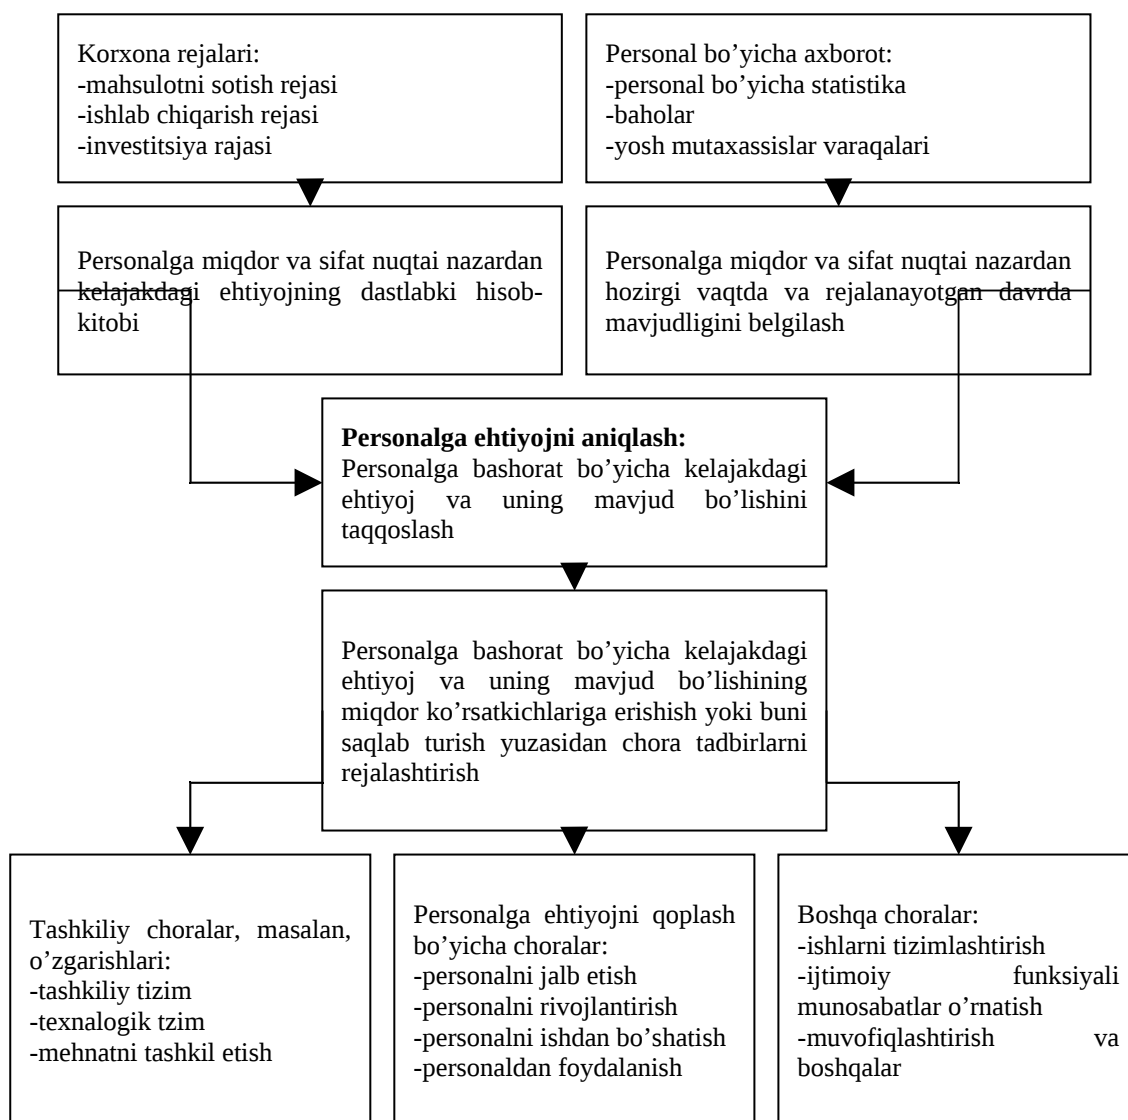 Korxona rejalari:
-mahsulotni sotish rejasi
-ishlab chiqarish rejasi
-investitsiya rajasi
Personal bo’yicha axborot:
-personal bo’yicha statistika
-baholar
-yosh mutaxassislar varaqalari
Personalga miqdor va sifat nuqtai nazardan
kelajakdagi ehtiyojning dastlabki hisob-
kitobi
Personalga miqdor va sifat nuqtai nazardan
hozirgi vaqtda va rejalanayotgan davrda
mavjudligini belgilash
Personalga ehtiyojni aniqlash:
Personalga bashorat bo’yicha kelajakdagi
ehtiyoj va uning mavjud bo’lishini
taqqoslash
Personalga bashorat bo’yicha kelajakdagi
ehtiyoj va uning mavjud bo’lishining
miqdor ko’rsatkichlariga erishish yoki buni
saqlab turish yuzasidan chora tadbirlarni
rejalashtirish
Tashkiliy choralar, masalan,
o’zgarishlari:
-tashkiliy tizim
-texnalogik tzim
-mehnatni tashkil etish
Personalga ehtiyojni qoplash
bo’yicha choralar:
-personalni jalb etish
-personalni rivojlantirish
-personalni ishdan bo’shatish
-personaldan foydalanish
Boshqa choralar:
-ishlarni tizimlashtirish
-ijtimoiy funksiyali
munosabatlar o’rnatish
-muvofiqlashtirish va
boshqalar